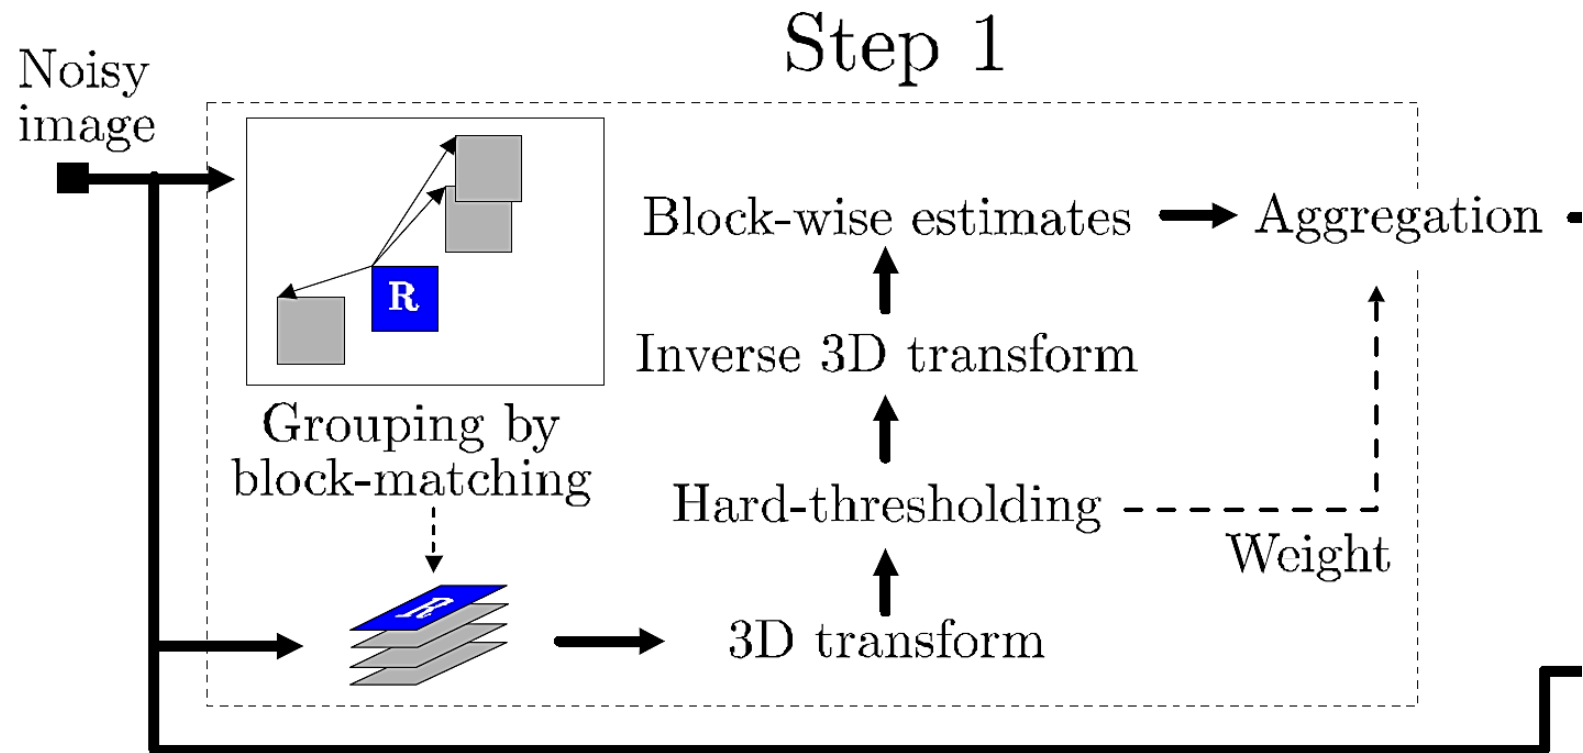 Step 1
Noisy
image
R
Grouping by
block-matching
R
3D transform
Hard-thresholding
Weight
Inverse 3D transform
Block-wise estimates
Aggregation